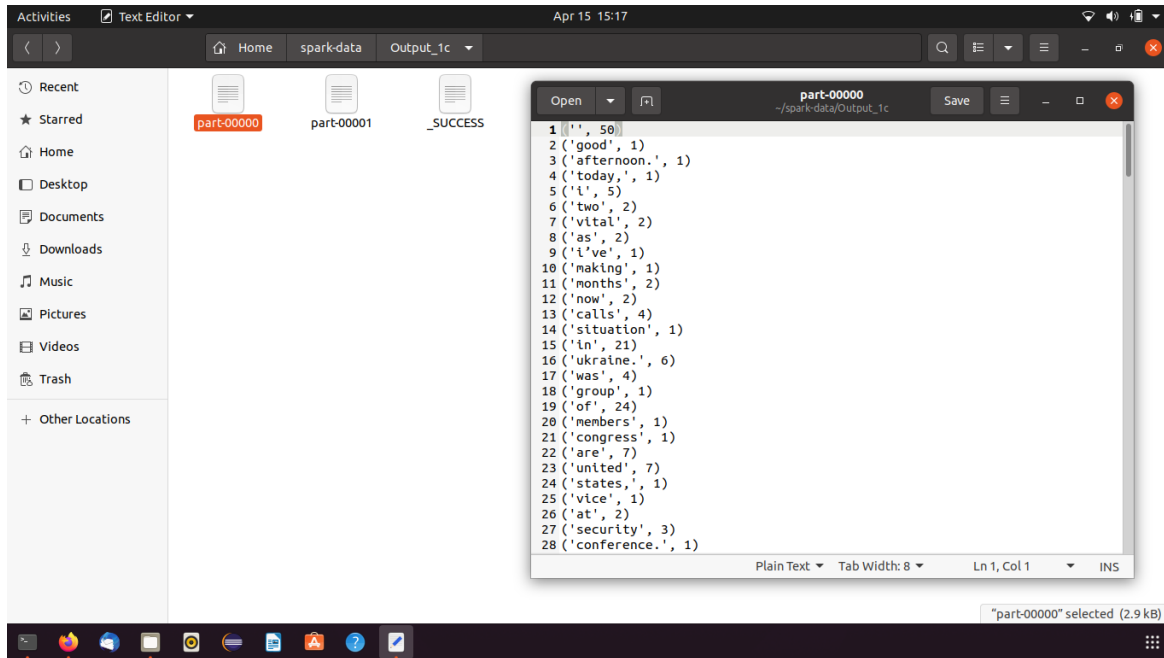 Activities
Text Editor
Apr 15 15:17
Home
spark-data
Output_1c
Recent
Starred
Home
Desktop
Documents
Downloads
Music
Pictures
Videos
Trash
+ Other Locations
part-00000
part-00001
_SUCCESS
Open
part-00000
~/spark-data/Output_1c
Save
1 ('', 50)
2 ('good', 1)
3 ('afternoon.', 1)
4 ('today,', 1)
5 ('i', 5)
6 ('two', 2)
7 ('vital', 2)
8 ('as', 2)
9 ('i’ve', 1)
10 ('making', 1)
11 ('months', 2)
12 ('now', 2)
13 ('calls', 4)
14 ('situation', 1)
15 ('in', 21)
16 ('ukraine.', 6)
17 ('was', 4)
18 ('group', 1)
19 ('of', 24)
20 ('members', 1)
21 ('congress', 1)
22 ('are', 7)
23 ('united', 7)
24 ('states,', 1)
25 ('vice', 1)
26 ('at', 2)
27 ('security', 3)
28 ('conference.', 1)
Plain Text
Tab Width: 8
Ln 1, Col 1
INS
"part-00000" selected (2.9 kB)